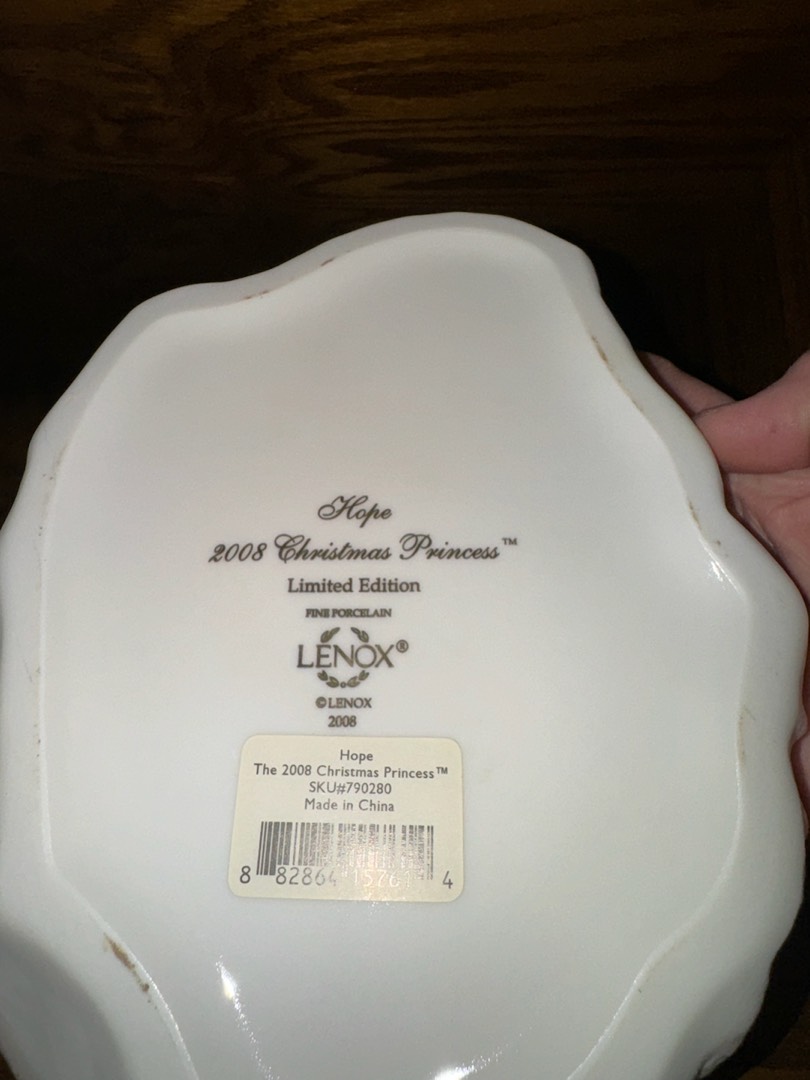 Hope
2008 Christmas Princess™
Limited Edition
FINE PORCELAIN
LENOX®
©LENOX
2008
Hope
The 2008 Christmas Princess™
SKU#790280
Made in China
8 82864 4